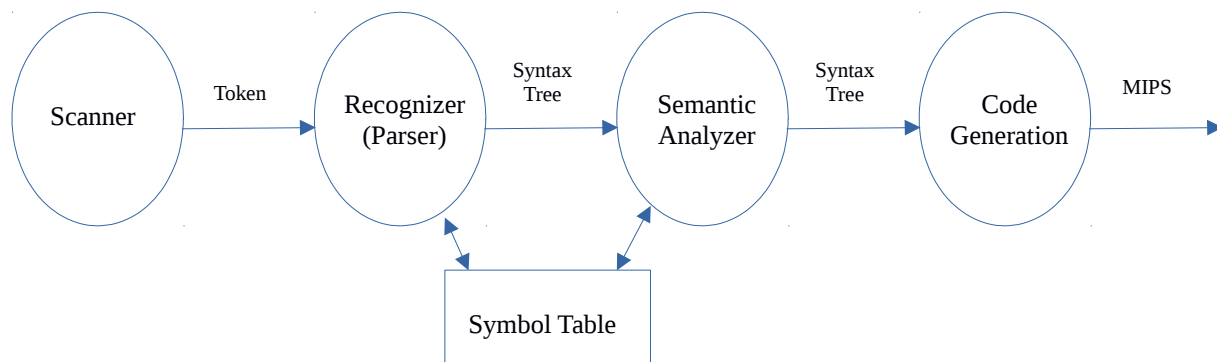 Scanner
Token
Recognizer
(Parser)
Syntax
Tree
Semantic
Analyzer
Syntax
Tree
Code
Generation
MIPS
Symbol Table